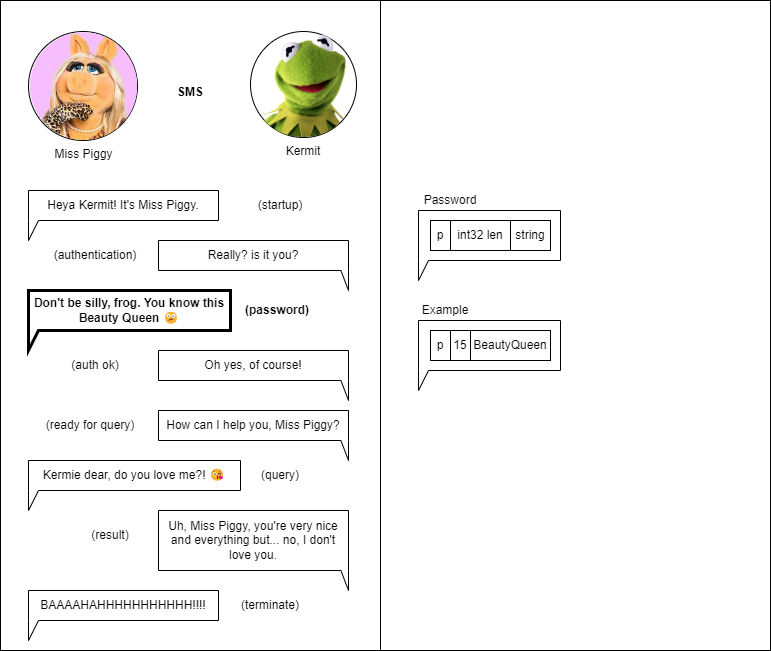 SMS
Miss Piggy
Kermit
Heya Kermit! It's Miss Piggy.
(startup)
(authentication)
Really? is it you?
Don't be silly, frog. You know this
Beauty Queen 🙄
(password)
(auth ok)
Oh yes, of course!
(ready for query)
How can I help you, Miss Piggy?
Kermie dear, do you love me?! 😘
(query)
(result)
Uh, Miss Piggy, you're very nice
and everything but... no, I don't
love you.
BAAAAHAHHHHHHHHHHH!!!!
(terminate)
Password
p int32 len string
Example
p 15 BeautyQueen